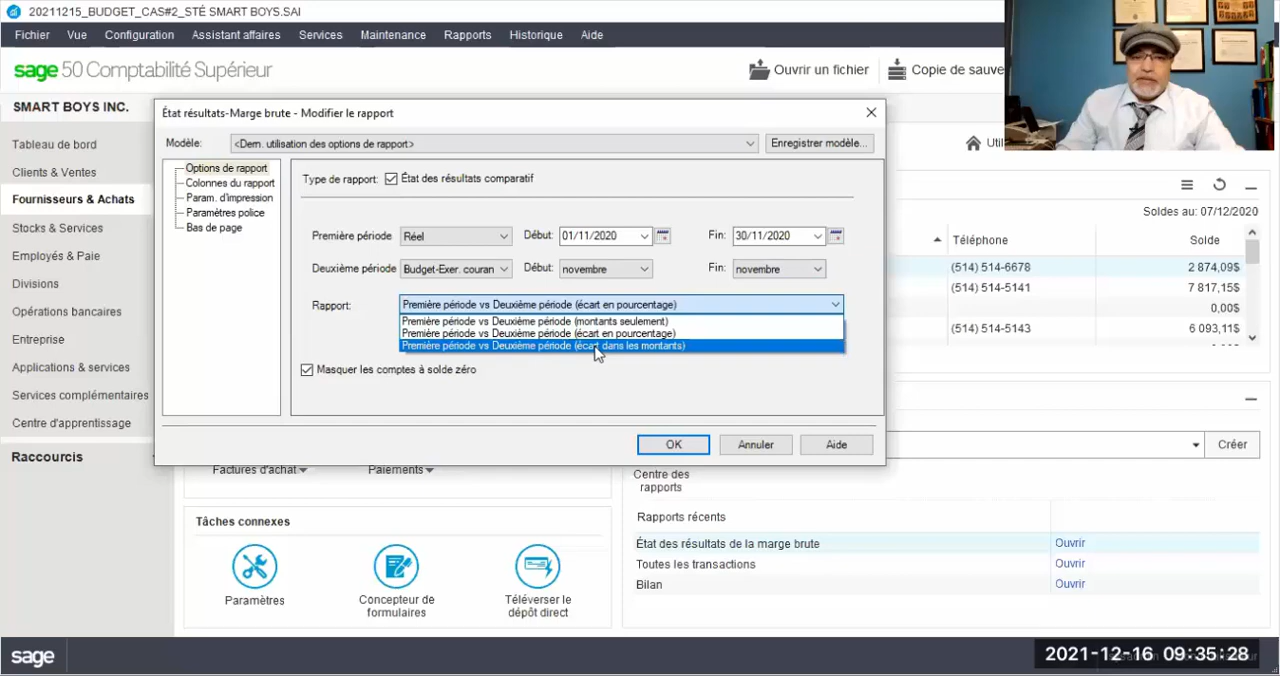 20211215_BUDGET_CAS#2_STÉ SMART BOYS.SAI
Fichier Vue Configuration Assistant affaires Services Maintenance Rapports Historique Aide
sage 50 Comptabilité Supérieur
Ouvrir un fichier
Copie de sauve
SMART BOYS INC.
Tableau de bord
Clients & Ventes
Fournisseurs & Achats
Stocks & Services
Employés & Paie
Divisions
Opérations bancaires
Entreprise
Applications & services
Services complémentaires
Centre d'apprentissage
Raccourcis
État résultats-Marge brute - Modifier le rapport
Modèle: <Dern. utilisation des options de rapport> Enregistrer modèle...
Options de rapport
Colonnes du rapport
Param. d'impression
Paramètres police
Bas de page
Type de rapport: État des résultats comparatif
Première période Réel Début: 01/11/2020 Fin: 30/11/2020
Deuxième période Budget-Exer. couran Début: novembre Fin: novembre
Rapport: Première période vs Deuxième période (écart en pourcentage)
Première période vs Deuxième période (montants seulement)
Première période vs Deuxième période (écart en pourcentage)
Première période vs Deuxième période (écart dans les montants)
Masquer les comptes à solde zéro
OK Annuler Aide
Utili
Soldes au: 07/12/2020
Téléphone Solde
(514) 514-6678 2 874,09$
(514) 514-5141 7 817,15$
0,00$
(514) 514-5143 6 093,11$
Créer
Factures d'achat Paiements
Tâches connexes
Paramètres
Concepteur de
formulaires
Téléverser le
dépôt direct
Centre des
rapports
Rapports récents
État des résultats de la marge brute Ouvrir
Toutes les transactions Ouvrir
Bilan Ouvrir
sage
2021-12-16 09:35:28